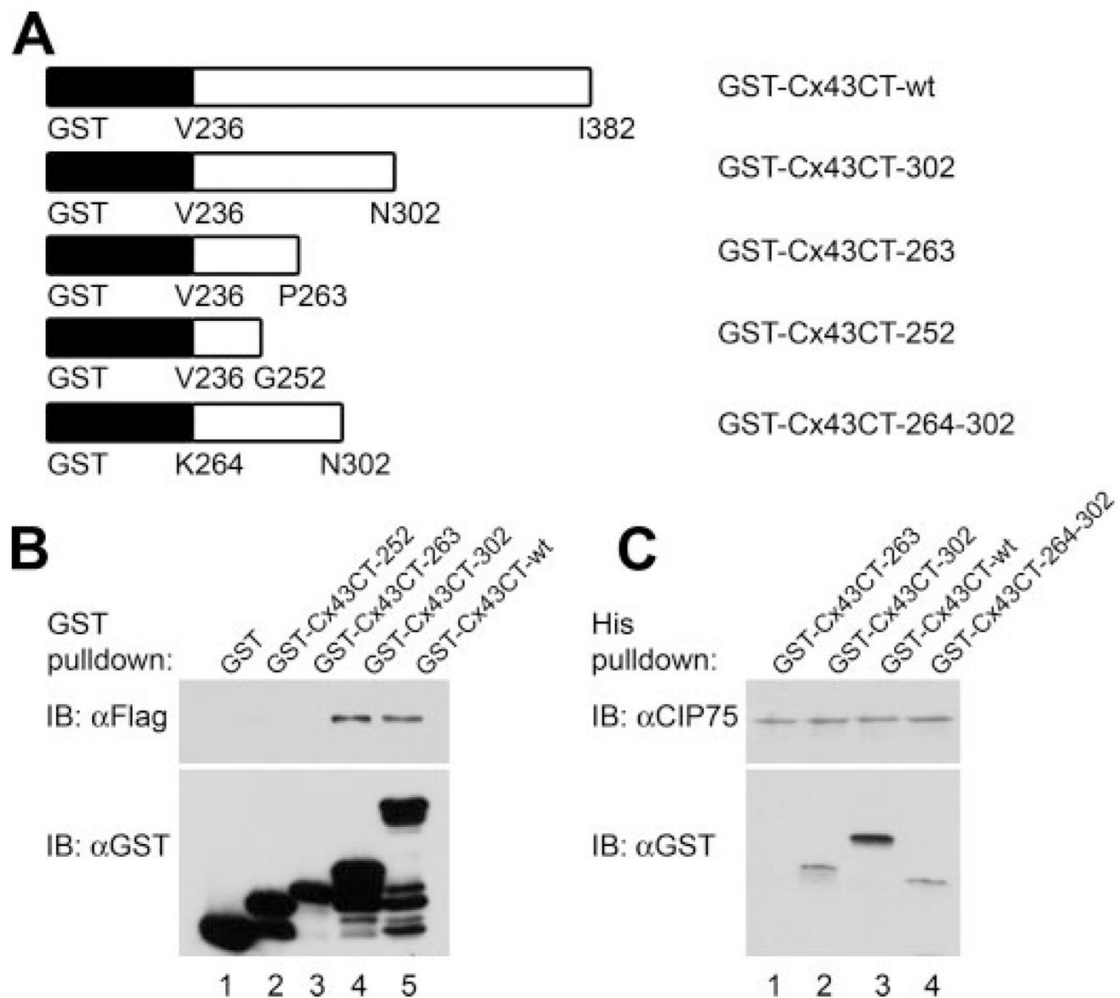 A
GST-Cx43CT-wt
GST V236 I382
GST-Cx43CT-302
GST V236 N302
GST-Cx43CT-263
GST V236 P263
GST-Cx43CT-252
GST V236 G252
GST-Cx43CT-264-302
GST K264 N302
B
GST
pulldown:
GST
GST-Cx43CT-252
GST-Cx43CT-263
GST-Cx43CT-302
GST-Cx43CT-wt
IB: αFlag
IB: αGST
1 2 3 4 5
C
His
pulldown:
GST-Cx43CT-263
GST-Cx43CT-302
GST-Cx43CT-wt
GST-Cx43CT-264-302
IB: αCIP75
IB: αGST
1 2 3 4